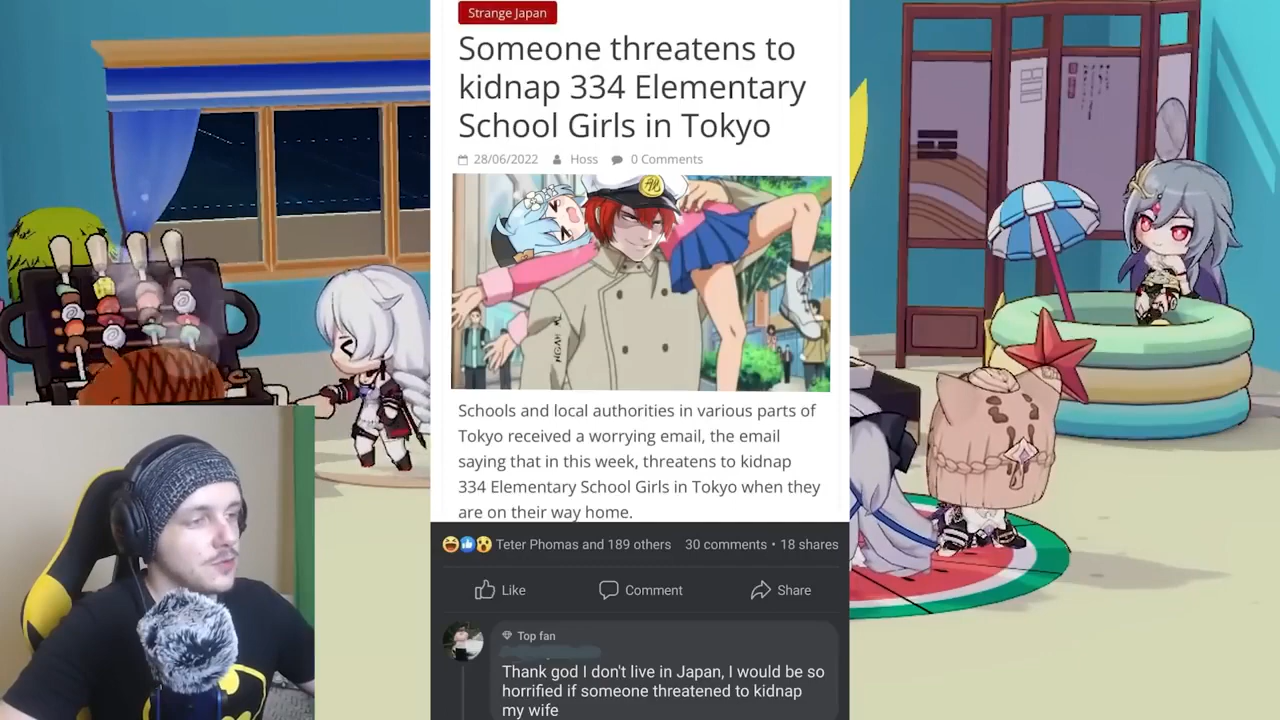 Strange Japan
Someone threatens to
kidnap 334 Elementary
School Girls in Tokyo
28/06/2022 Hoss 0 Comments
NOAH
Schools and local authorities in various parts of
Tokyo received a worrying email, the email
saying that in this week, threatens to kidnap
334 Elementary School Girls in Tokyo when they
are on their way home.
Teter Phomas and 189 others 30 comments • 18 shares
Like Comment Share
Top fan
Thank god I don't live in Japan, I would be so
horrified if someone threatened to kidnap
my wife